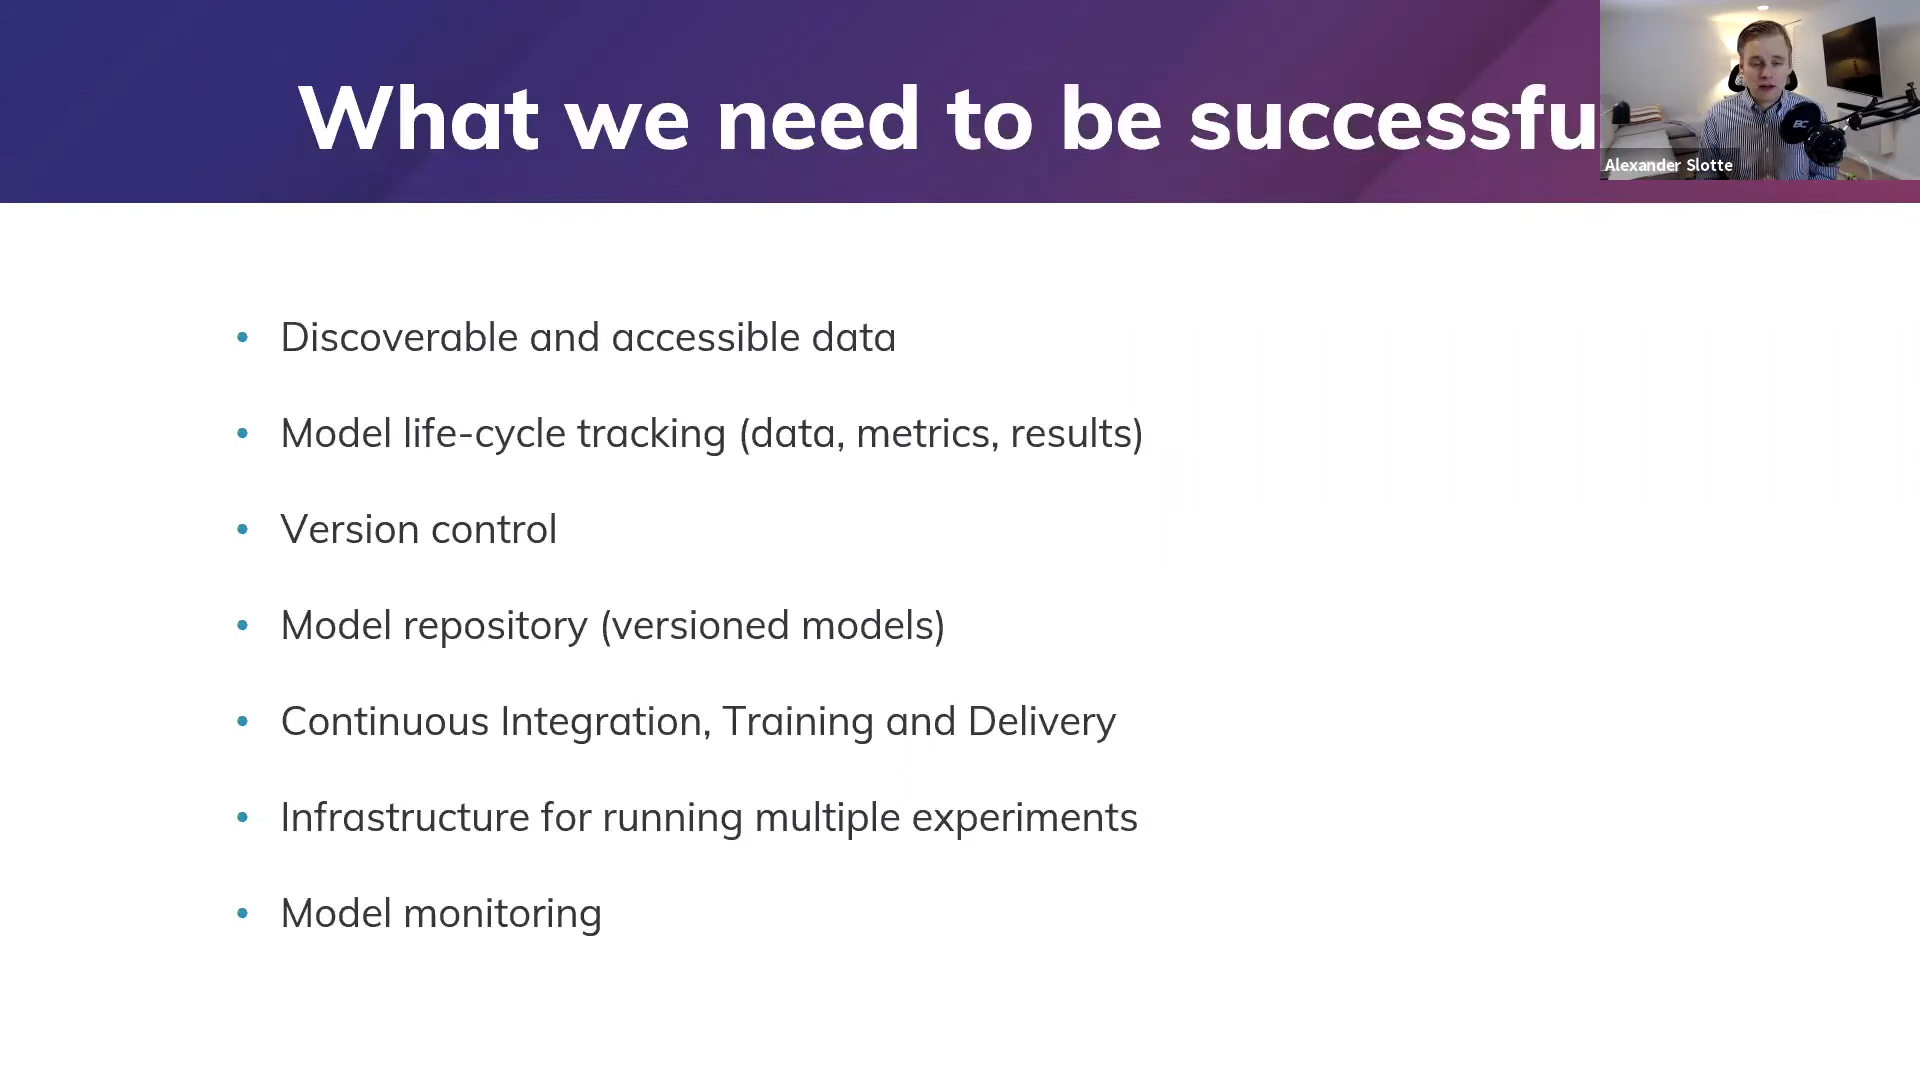 What we need to be successfu
Alexander Slotte
• Discoverable and accessible data
• Model life-cycle tracking (data, metrics, results)
• Version control
• Model repository (versioned models)
• Continuous Integration, Training and Delivery
• Infrastructure for running multiple experiments
• Model monitoring